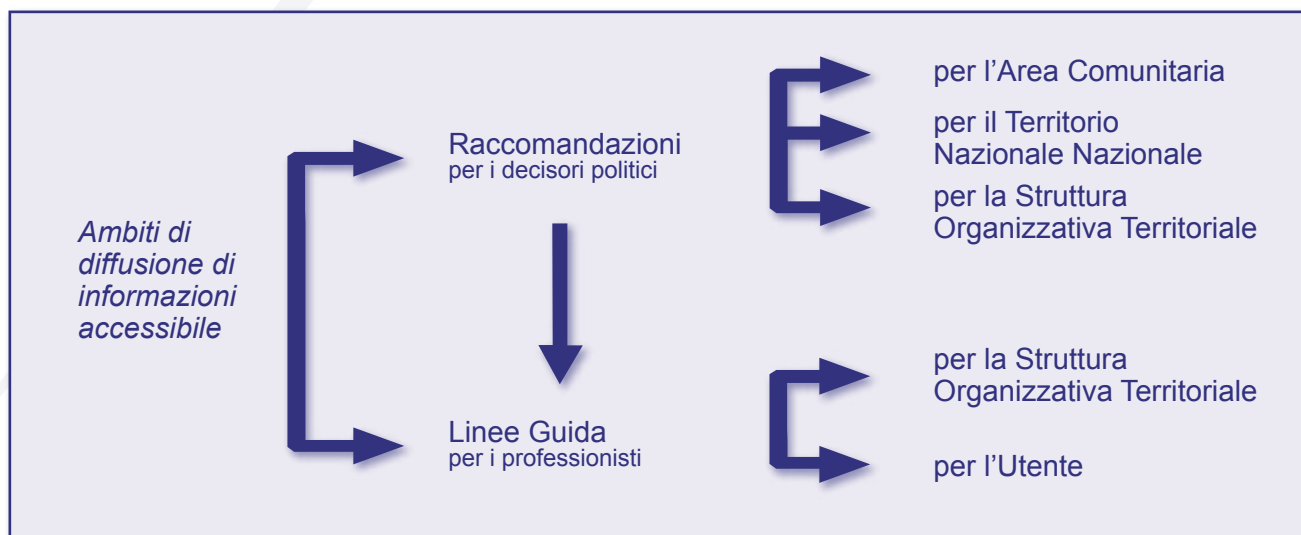 Ambiti di
diffusione di
informazioni
accessibile
Raccomandazioni
per i decisori politici
per l’Area Comunitaria
per il Territorio
Nazionale Nazionale
per la Struttura
Organizzativa Territoriale
Linee Guida
per i professionisti
per la Struttura
Organizzativa Territoriale
per l’Utente